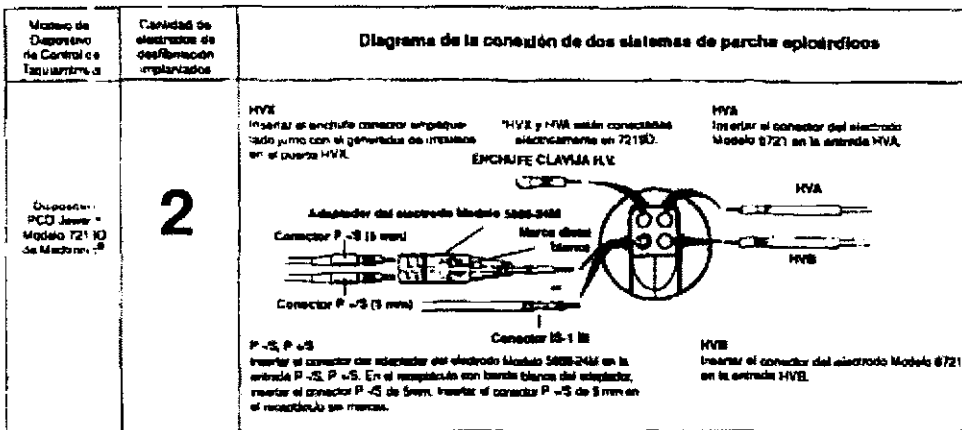 Modelo de
Dispositivo
de Control de
Taquiarritmia
Cantidad de
electrodos de
desfibrilación
implantados
Diagrama de la conexión de dos sistemas de parche epicárdicos
Dispositivo
PCD Jewel
Modelo 7219D
de Medtronic®
2
HVX
Insertar el enchufe conector empaque-
tado junto con el generador de impulsos
en el puerto HVX.
*HVX y HVA están conectadas
eléctricamente en 7219D.
HVA
Insertar el conector del electrodo
Modelo 6721 en la entrada HVA.
ENCHUFE CLAVIJA H.V.
HVA
Adaptador del electrodo Modelo 5866-24M
Conector P -/S (5 mm)
Marca
blanca
HVB
Conector P +/S (5 mm)
Conector IS-1 BI
P -/S, P +/S
Insertar el conector del adaptador del electrodo Modelo 5866-24M en la
entrada P -/S, P +/S. En el receptáculo con banda blanca del adaptador,
insertar el conector P -/S de 5mm. Insertar el conector P +/S de 5 mm en
el receptáculo sin marcas.
HVB
Insertar el conector del electrodo Modelo 6721
en la entrada HVB.